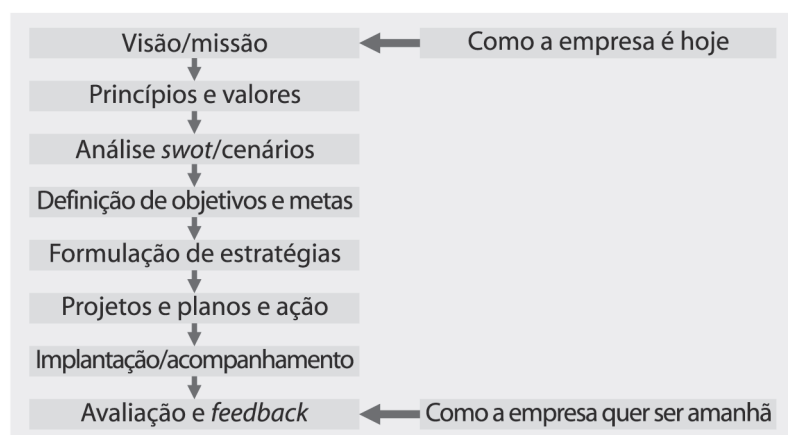 Visão/missão
Como a empresa é hoje
Princípios e valores
Análise swot/cenários
Definição de objetivos e metas
Formulação de estratégias
Projetos e planos e ação
Implantação/acompanhamento
Avaliação e feedback
Como a empresa quer ser amanhã